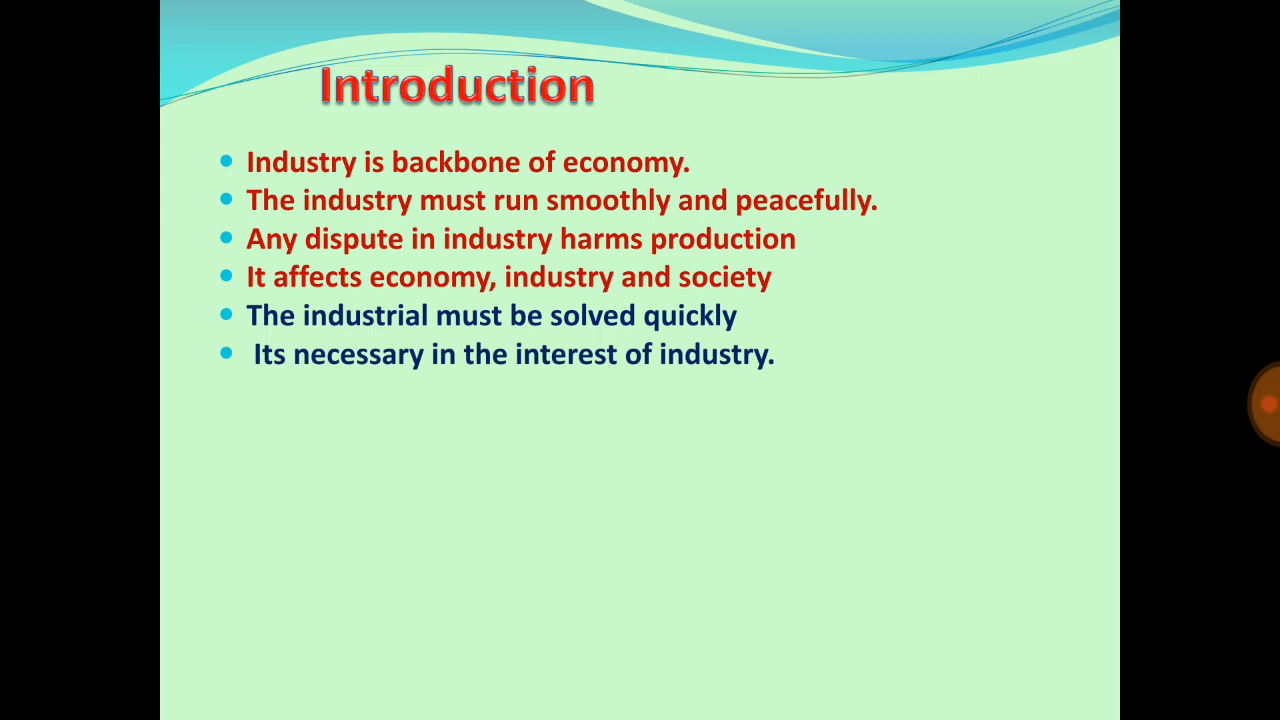 Introduction
Industry is backbone of economy.
The industry must run smoothly and peacefully.
Any dispute in industry harms production
It affects economy, industry and society
The industrial must be solved quickly
Its necessary in the interest of industry.